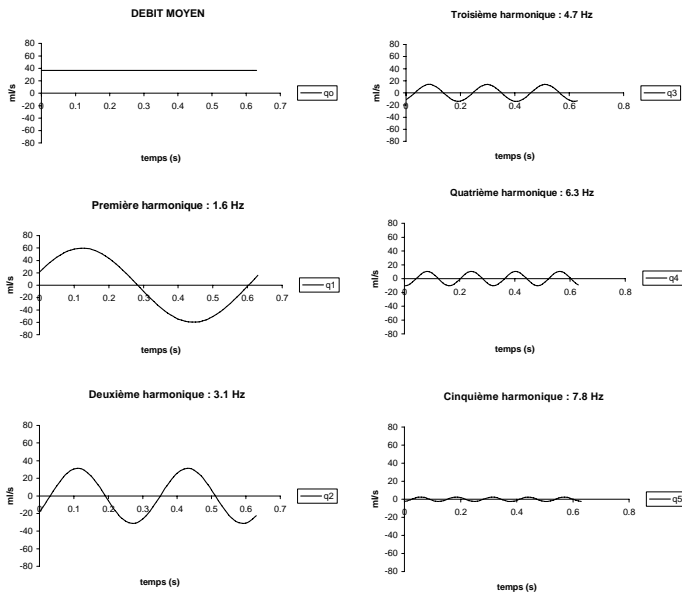 DEBIT MOYEN
80
60
40
20
0
-20
-40
-60
-80
0 0.1 0.2 0.3 0.4 0.5 0.6 0.7
ml/s
temps (s)
qo
Première harmonique : 1.6 Hz
80
60
40
20
0
-20
-40
-60
-80
0 0.1 0.2 0.3 0.4 0.5 0.6 0.7
ml/s
temps (s)
q1
Deuxième harmonique : 3.1 Hz
80
60
40
20
0
-20
-40
-60
-80
0 0.1 0.2 0.3 0.4 0.5 0.6 0.7
ml/s
temps (s)
q2
Troisième harmonique : 4.7 Hz
80
60
40
20
0
-20
-40
-60
-80
0 0.2 0.4 0.6 0.8
ml/s
temps (s)
q3
Quatrième harmonique : 6.3 Hz
80
60
40
20
0
-20
-40
-60
-80
0 0.2 0.4 0.6 0.8
ml/s
temps (s)
q4
Cinquième harmonique : 7.8 Hz
80
60
40
20
0
-20
-40
-60
-80
0 0.2 0.4 0.6 0.8
ml/s
temps (s)
q5